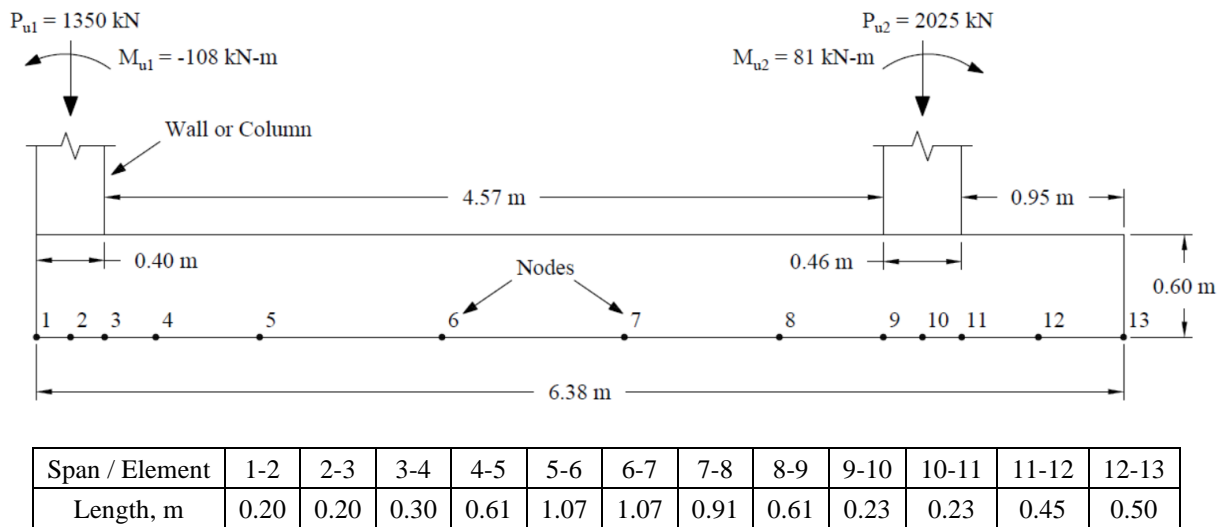 P_u1 = 1350 kN
P_u2 = 2025 kN
M_u1 = -108 kN-m
M_u2 = 81 kN-m
Wall or Column
4.57 m
0.95 m
0.40 m
Nodes
0.46 m
0.60 m
1 2 3 4 5 6 7 8 9 10 11 12 13
6.38 m
Span / Element 1-2 2-3 3-4 4-5 5-6 6-7 7-8 8-9 9-10 10-11 11-12 12-13
Length, m 0.20 0.20 0.30 0.61 1.07 1.07 0.91 0.61 0.23 0.23 0.45 0.50